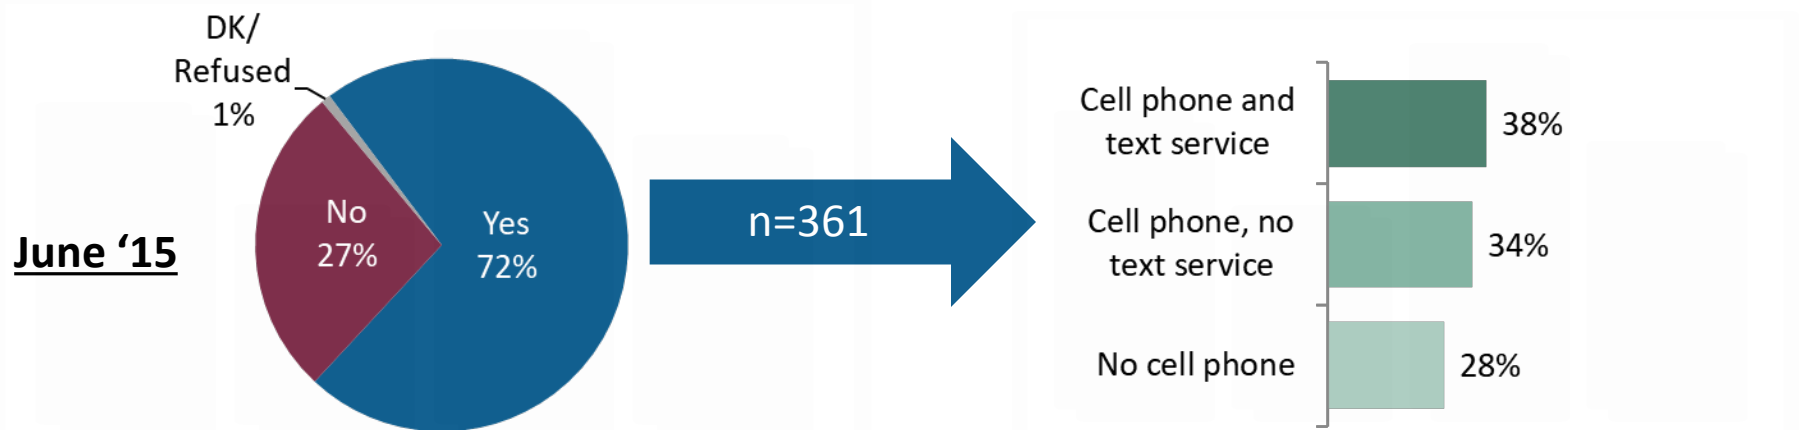 June ‘15
DK/
Refused
1%
No
27%
Yes
72%
n=361
Cell phone and
text service
38%
Cell phone, no
text service
34%
No cell phone
28%